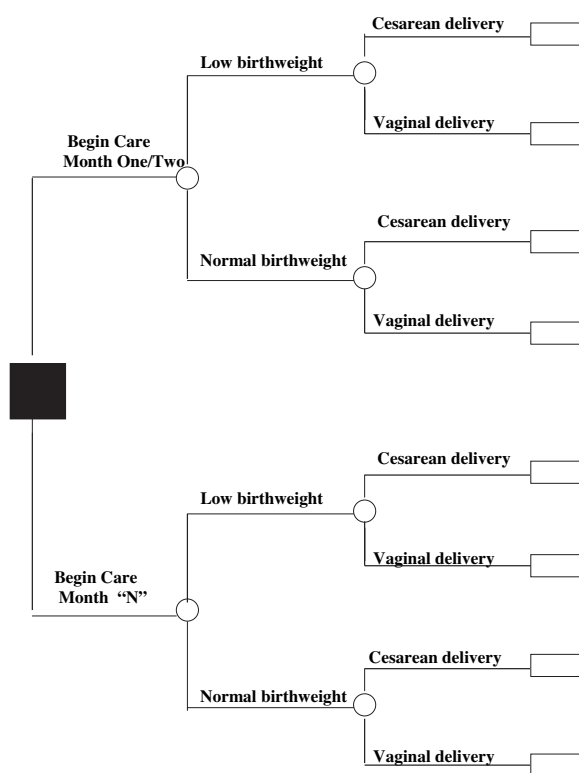 Cesarean delivery
Low birthweight
Vaginal delivery
Begin Care
Month One/Two
Cesarean delivery
Normal birthweight
Vaginal delivery
Cesarean delivery
Low birthweight
Vaginal delivery
Begin Care
Month “N”
Cesarean delivery
Normal birthweight
Vaginal delivery